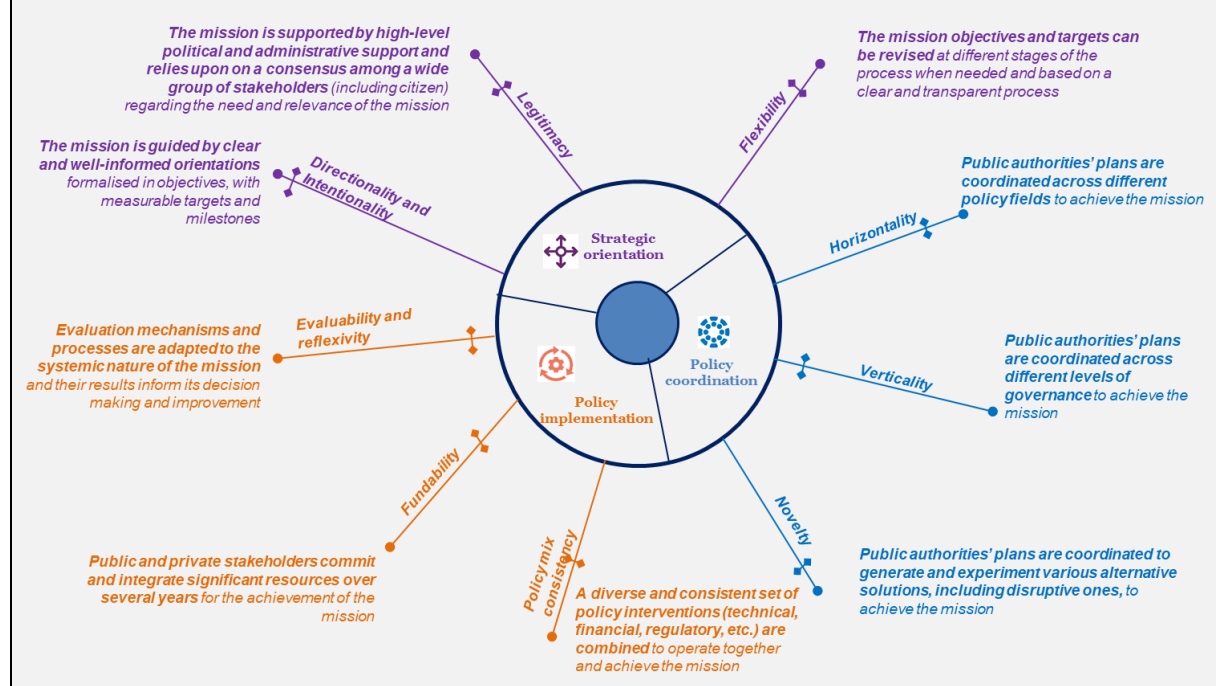 The mission is supported by high-level
political and administrative support and
relies upon on a consensus among a wide
group of stakeholders (including citizen)
regarding the need and relevance of the mission
Legitimacy
The mission objectives and targets can
be revised at different stages of the
process when needed and based on a
clear and transparent process
Flexibility
The mission is guided by clear
and well-informed orientations
formalised in objectives, with
measurable targets and
milestones
Directionality and
Intentionality
Public authorities' plans are
coordinated across different
policy fields to achieve the mission
Horizontality
Strategic
orientation
Policy
coordination
Policy
implementation
Evaluation mechanisms and
processes are adapted to the
systemic nature of the mission
and their results inform its decision
making and improvement
Evaluability and
reflexivity
Public authorities' plans
are coordinated across
different levels of
governance to achieve the
mission
Verticality
Fundability
Public and private stakeholders commit
and integrate significant resources over
several years for the achievement of the
mission
Policy mix
consistency
A diverse and consistent set of
policy interventions (technical,
financial, regulatory, etc.) are
combined to operate together
and achieve the mission
Novelty
Public authorities' plans are coordinated to
generate and experiment various alternative
solutions, including disruptive ones, to
achieve the mission